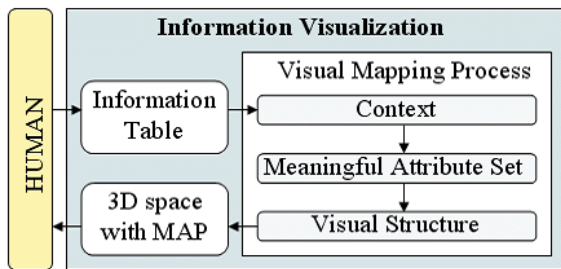 Information Visualization
HUMAN
Information
Table
Visual Mapping Process
Context
Meaningful Attribute Set
Visual Structure
3D space
with MAP